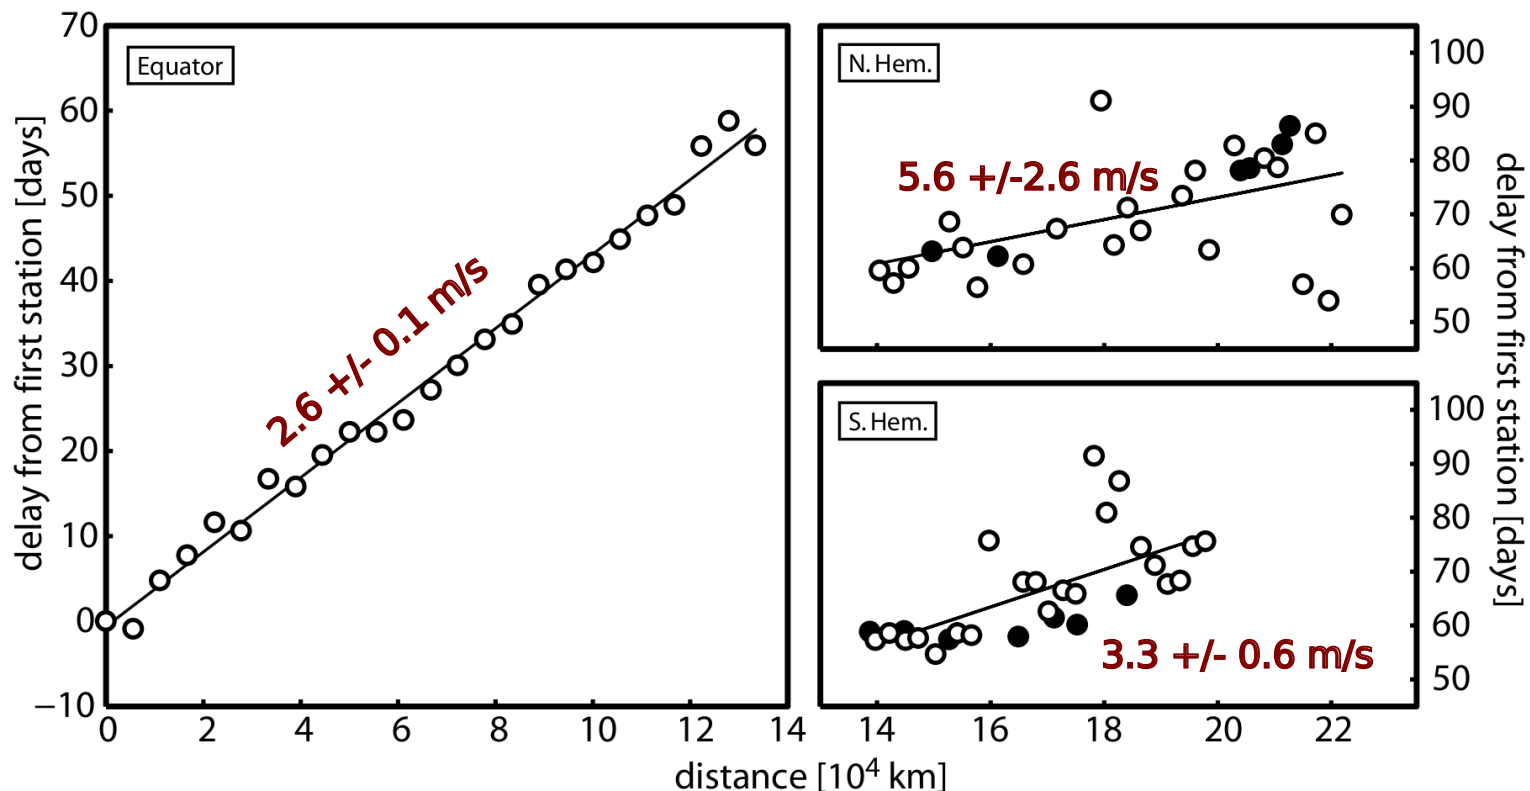 70
60
50
40
30
20
10
0
−10
delay from first station [days]
Equator
2.6 +/- 0.1 m/s
0 2 4 6 8 10 12 14
N. Hem.
5.6 +/-2.6 m/s
100
90
80
70
60
50
S. Hem.
3.3 +/- 0.6 m/s
100
90
80
70
60
50
delay from first station [days]
14 16 18 20 22
distance [10⁴ km]